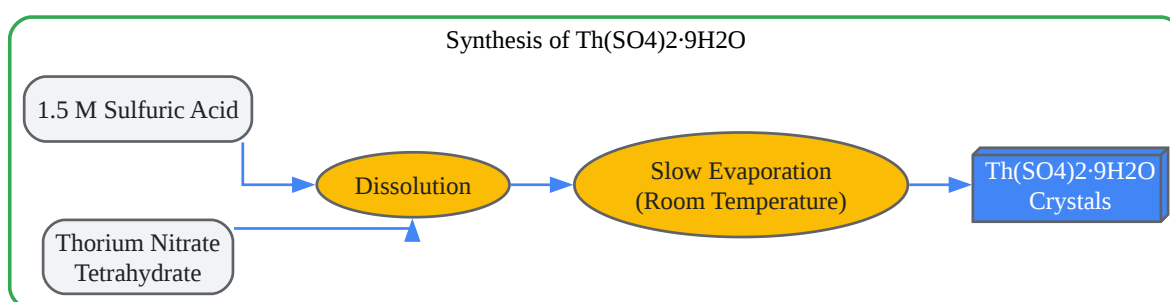 Synthesis of Th(SO4)2·9H2O
1.5 M Sulfuric Acid
Dissolution
Slow Evaporation
(Room Temperature)
Th(SO4)2·9H2O
Crystals
Thorium Nitrate
Tetrahydrate